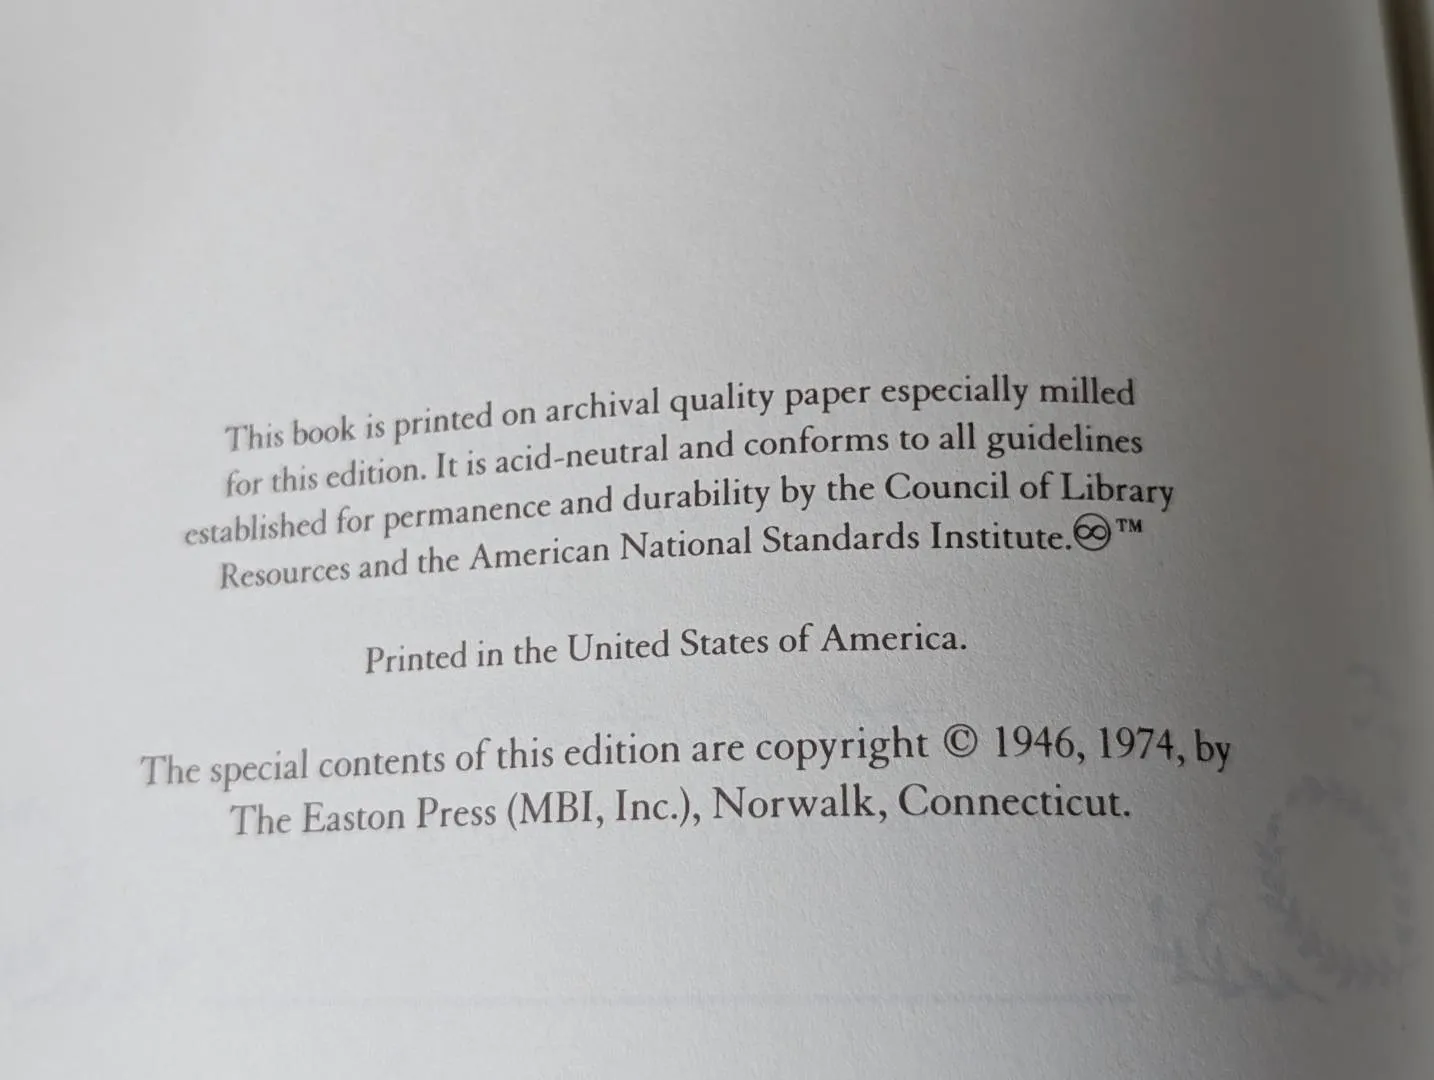 This book is printed on archival quality paper especially milled
for this edition. It is acid-neutral and conforms to all guidelines
established for permanence and durability by the Council of Library
Resources and the American National Standards Institute.♾™
Printed in the United States of America.
The special contents of this edition are copyright © 1946, 1974, by
The Easton Press (MBI, Inc.), Norwalk, Connecticut.